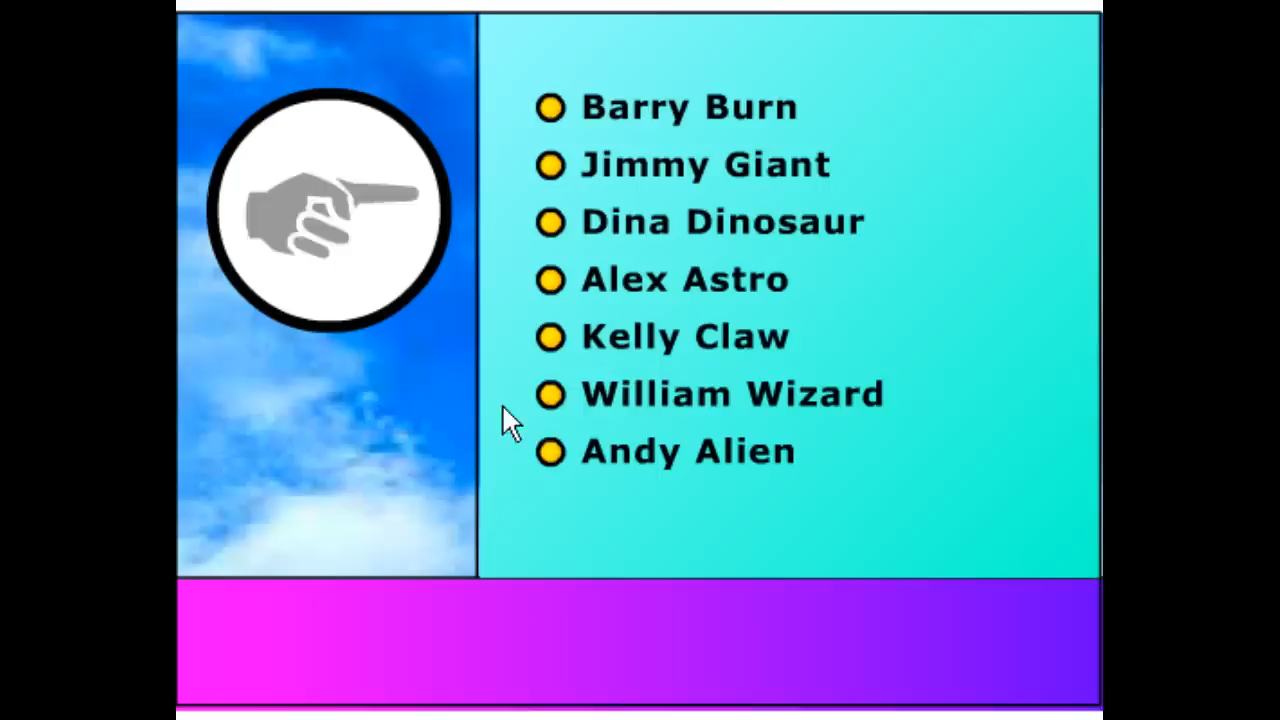 Barry Burn
Jimmy Giant
Dina Dinosaur
Alex Astro
Kelly Claw
William Wizard
Andy Alien